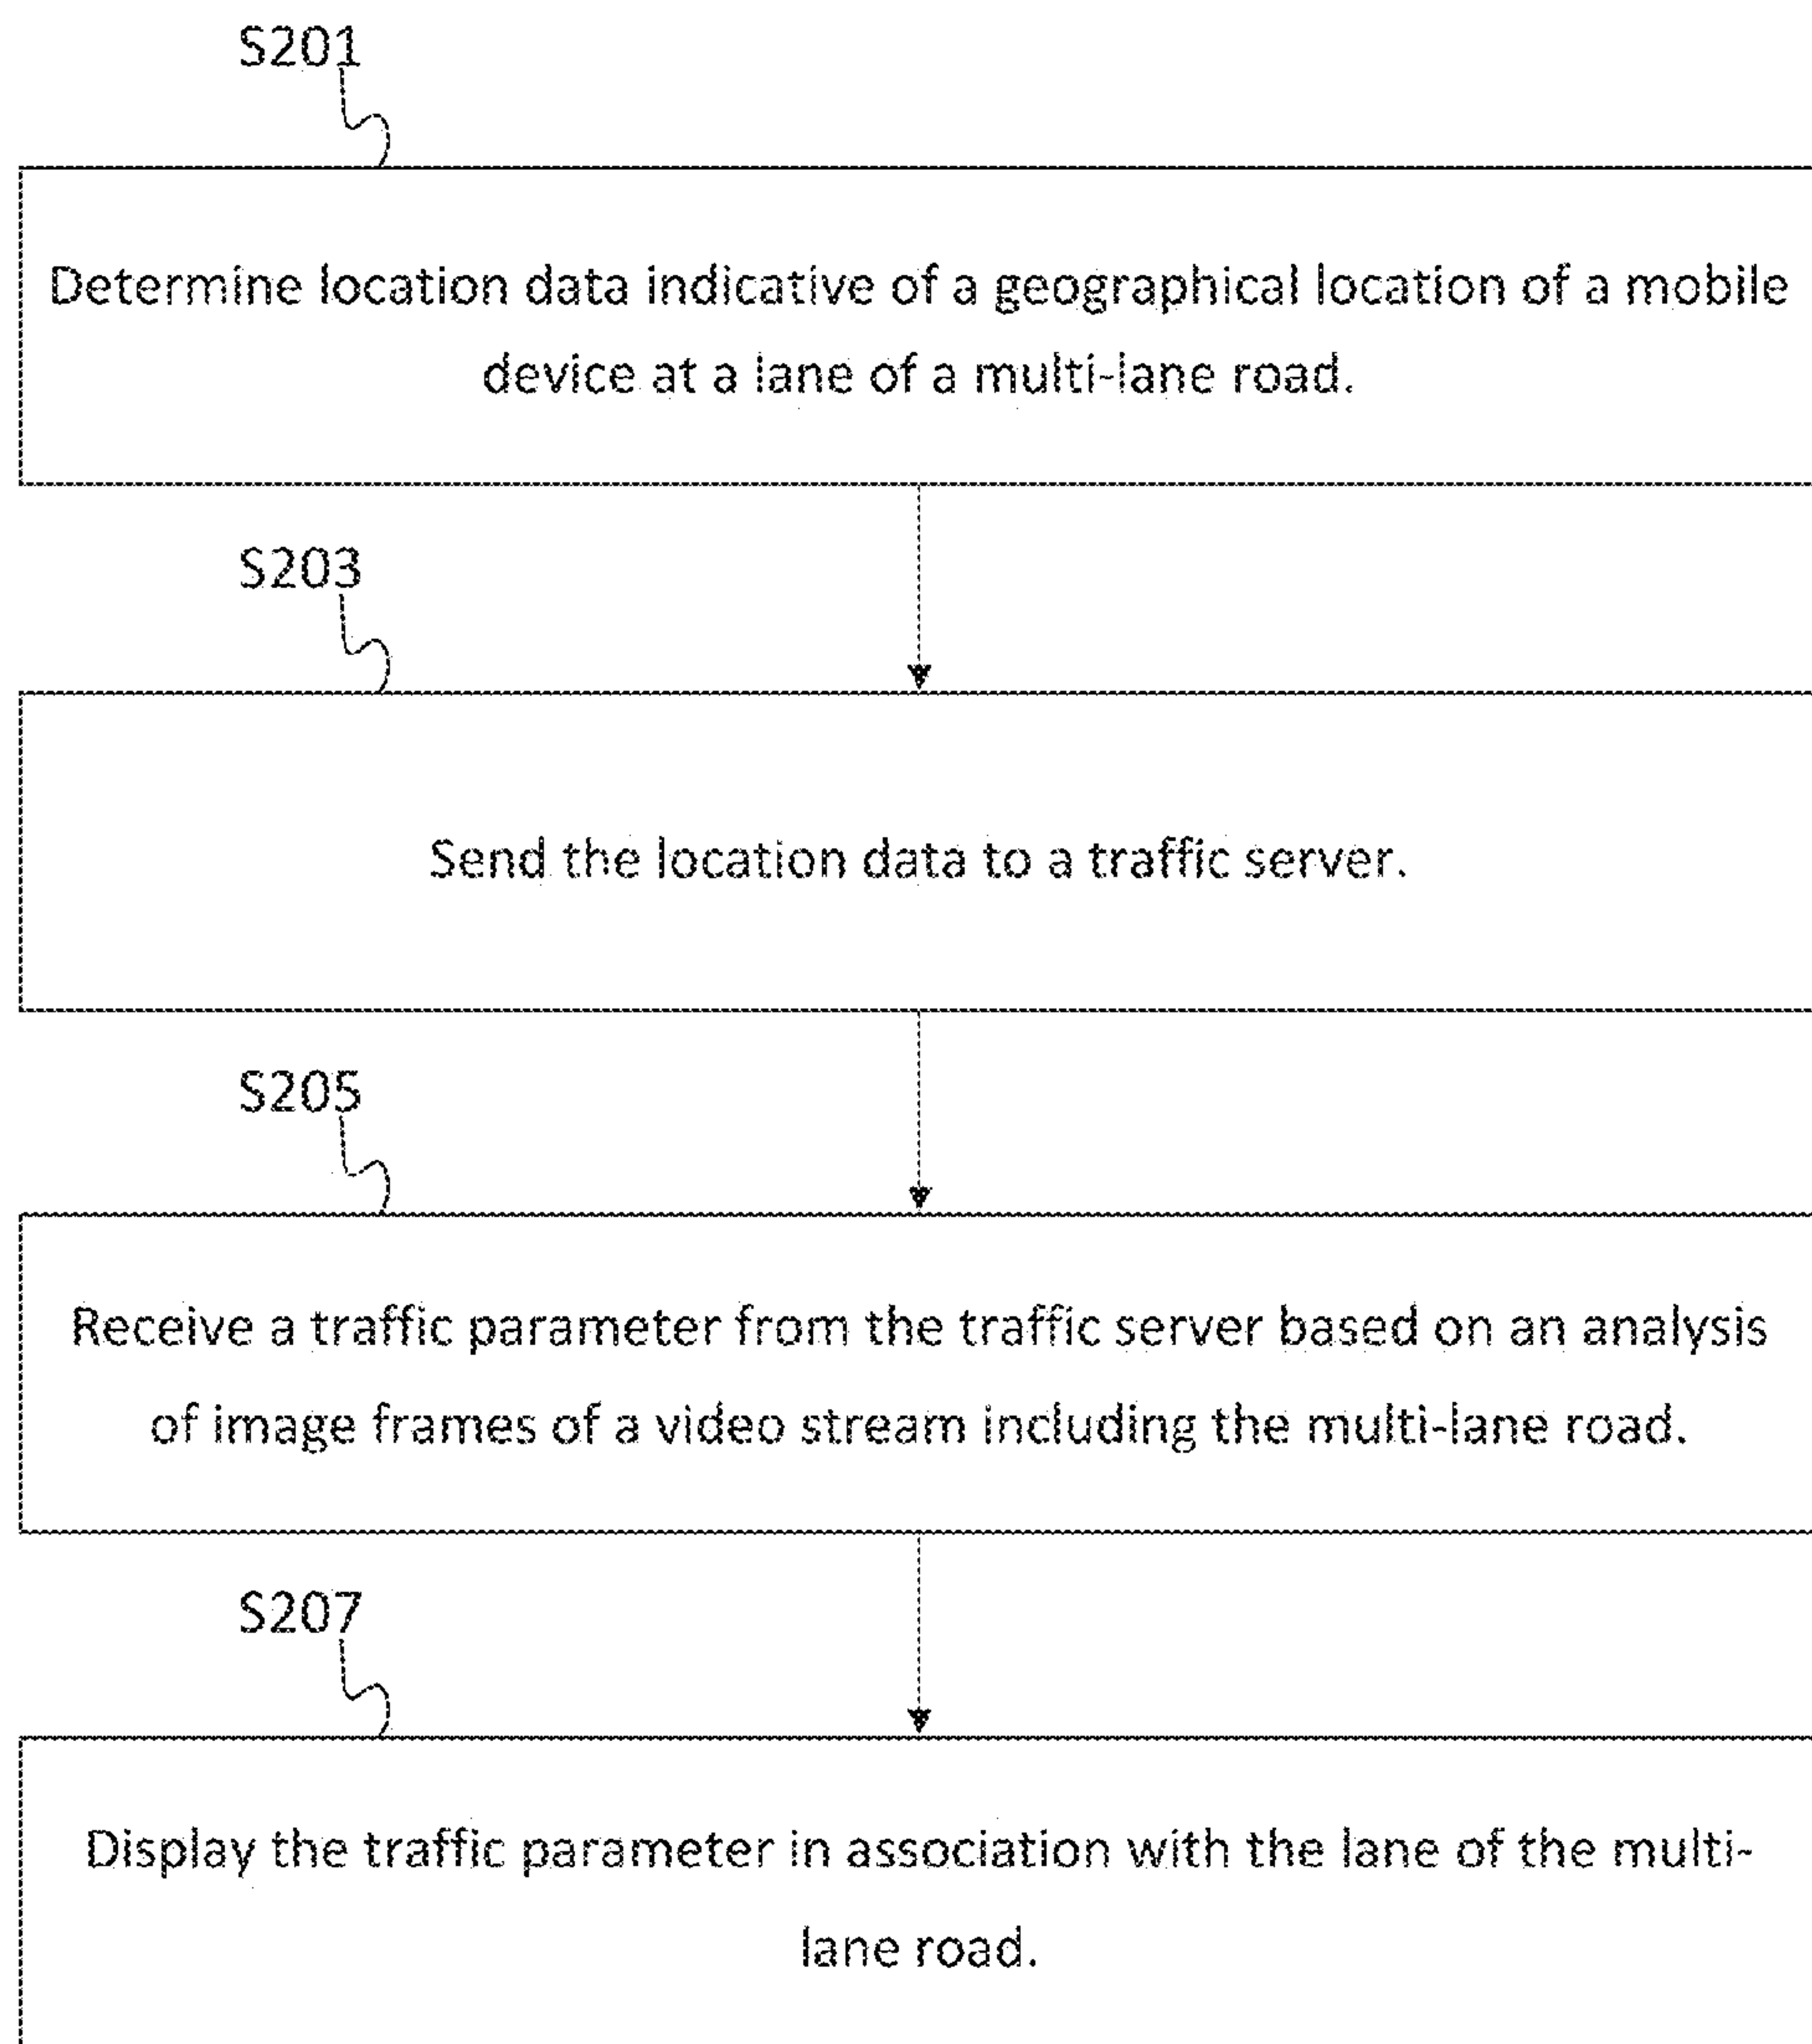 S201
Determine location data indicative of a geographical location of a mobile
device at a lane of a multi-lane road.
S203
Send the location data to a traffic server.
S205
Receive a traffic parameter from the traffic server based on an analysis
of image frames of a video stream including the multi-lane road.
S207
Display the traffic parameter in association with the lane of the multi-
lane road.